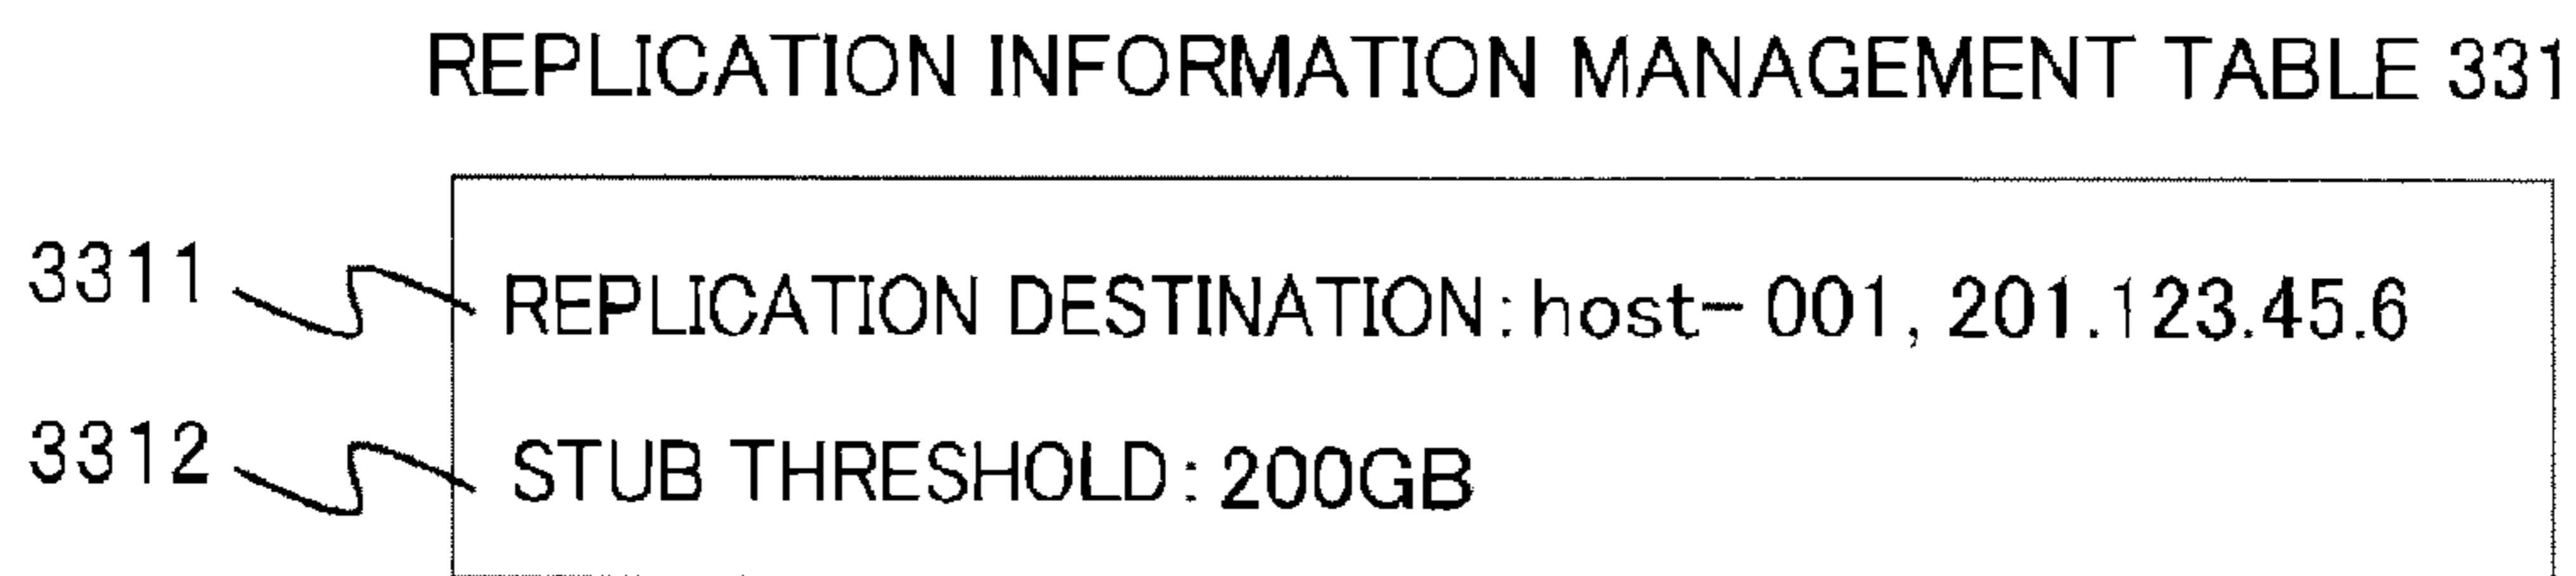 REPLICATION INFORMATION MANAGEMENT TABLE 331
3311
REPLICATION DESTINATION:host-001, 201.123.45.6
3312
STUB THRESHOLD:200GB